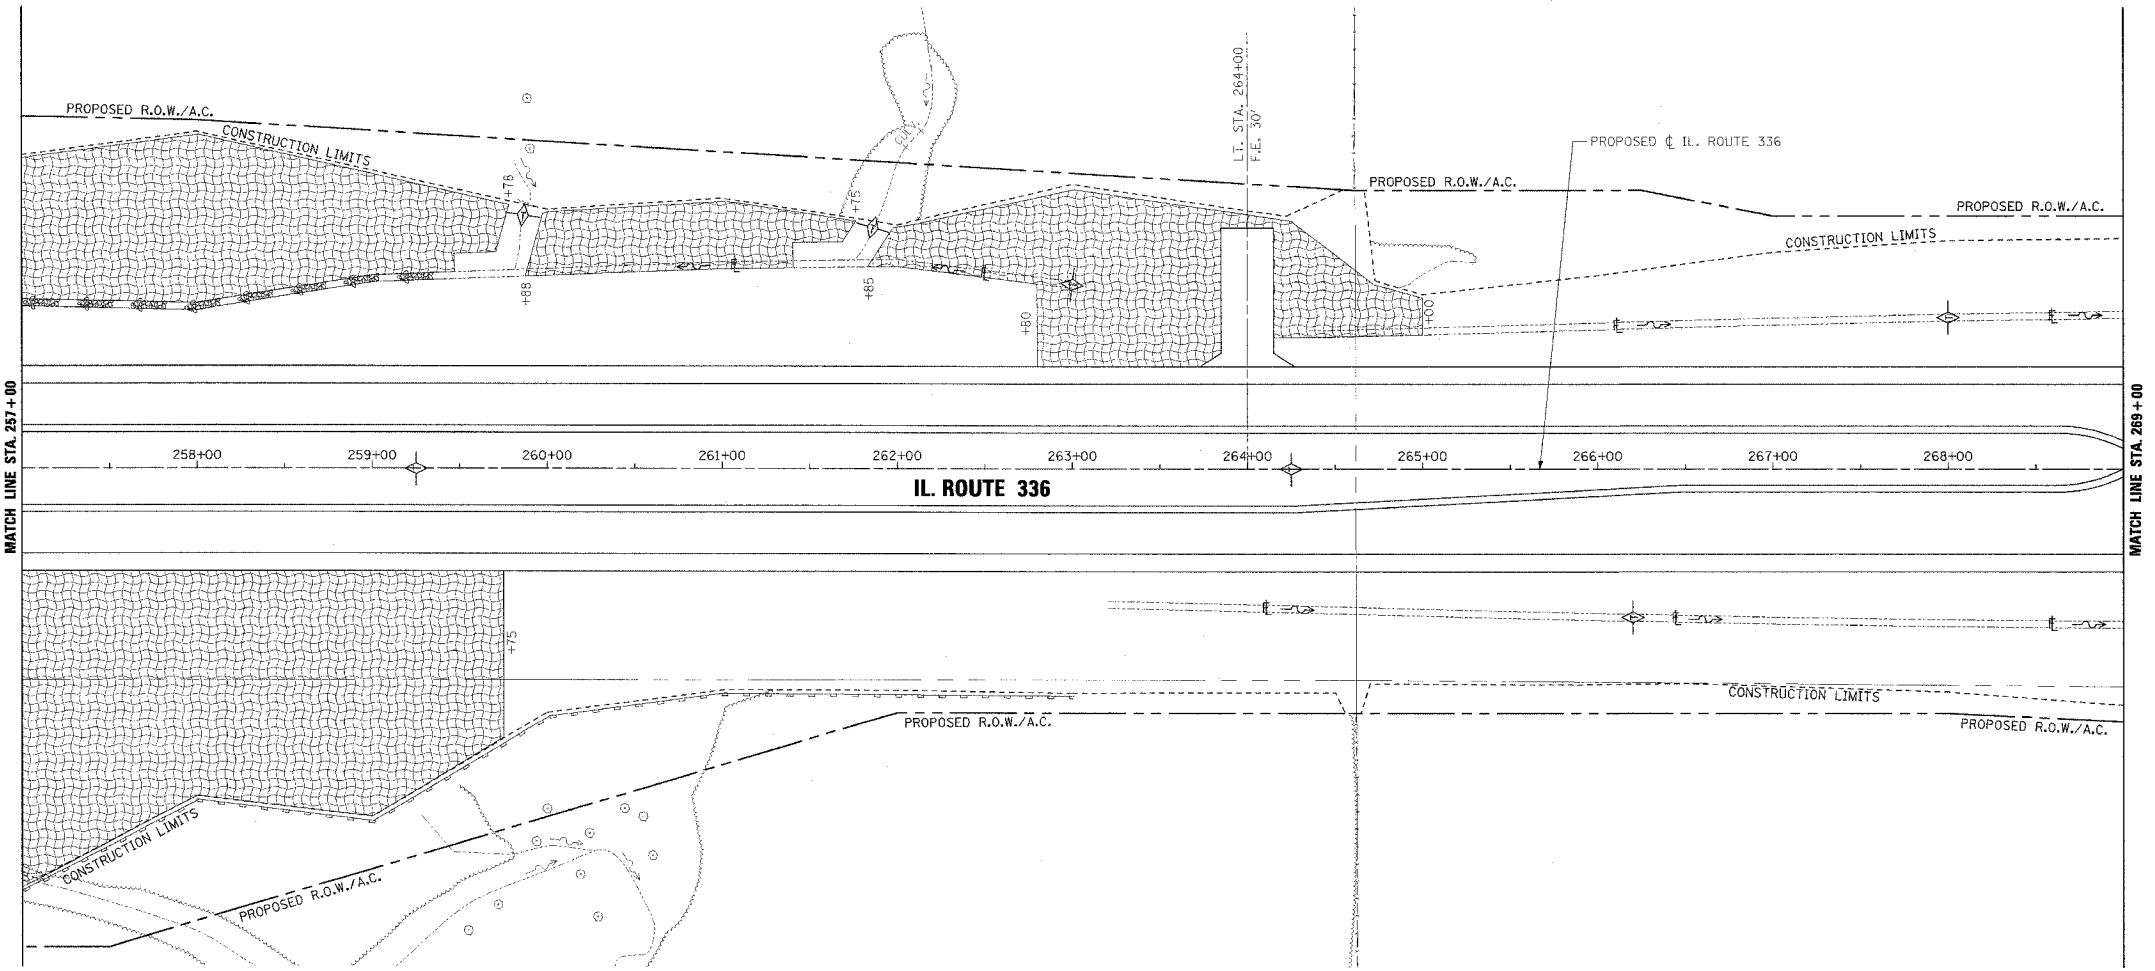 PROPOSED R.O.W./A.C.
CONSTRUCTION LIMITS
+78
+75
LT. STA. 264+00
F.E. 30'
PROPOSED ℄ IL. ROUTE 336
PROPOSED R.O.W./A.C.
PROPOSED R.O.W./A.C.
CONSTRUCTION LIMITS
+88
+85
+80
+00
MATCH LINE STA. 257+00
258+00
259+00
260+00
261+00
262+00
263+00
264+00
265+00
266+00
267+00
268+00
MATCH LINE STA. 269+00
IL. ROUTE 336
+75
CONSTRUCTION LIMITS
PROPOSED R.O.W./A.C.
PROPOSED R.O.W./A.C.
CONSTRUCTION LIMITS
PROPOSED R.O.W./A.C.